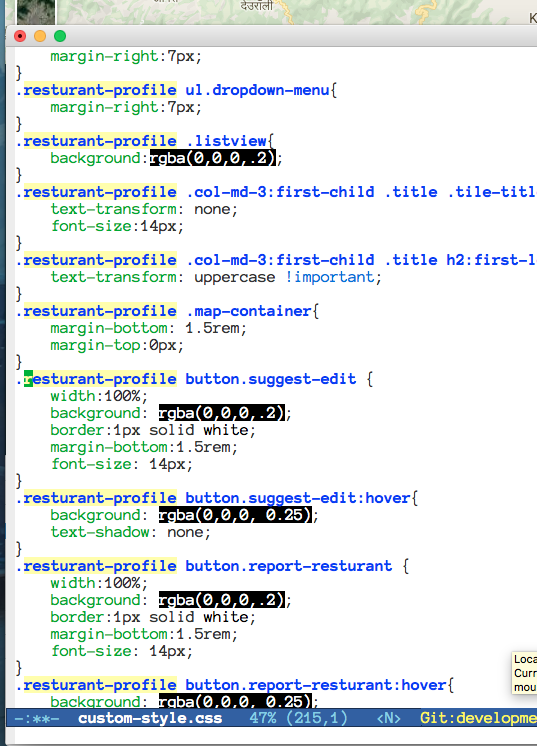 देउराली
K
margin-right:7px;
}
.resturant-profile ul.dropdown-menu{
margin-right:7px;
}
.resturant-profile .listview{
background:rgba(0,0,0,.2);
}
.resturant-profile .col-md-3:first-child .title .tile-titl
text-transform: none;
font-size:14px;
}
.resturant-profile .col-md-3:first-child .title h2:first-l
text-transform: uppercase !important;
}
.resturant-profile .map-container{
margin-bottom: 1.5rem;
margin-top:0px;
}
.resturant-profile button.suggest-edit {
width:100%;
background: rgba(0,0,0,.2);
border:1px solid white;
margin-bottom:1.5rem;
font-size: 14px;
}
.resturant-profile button.suggest-edit:hover{
background: rgba(0,0,0, 0.25);
text-shadow: none;
}
.resturant-profile button.report-resturant {
width:100%;
background: rgba(0,0,0,.2);
border:1px solid white;
margin-bottom:1.5rem;
font-size: 14px;
}
.resturant-profile button.report-resturant:hover{
background: rgba(0,0,0, 0.25);
Loca
Curr
mou
-:**- custom-style.css 47% (215,1) <N> Git:developme